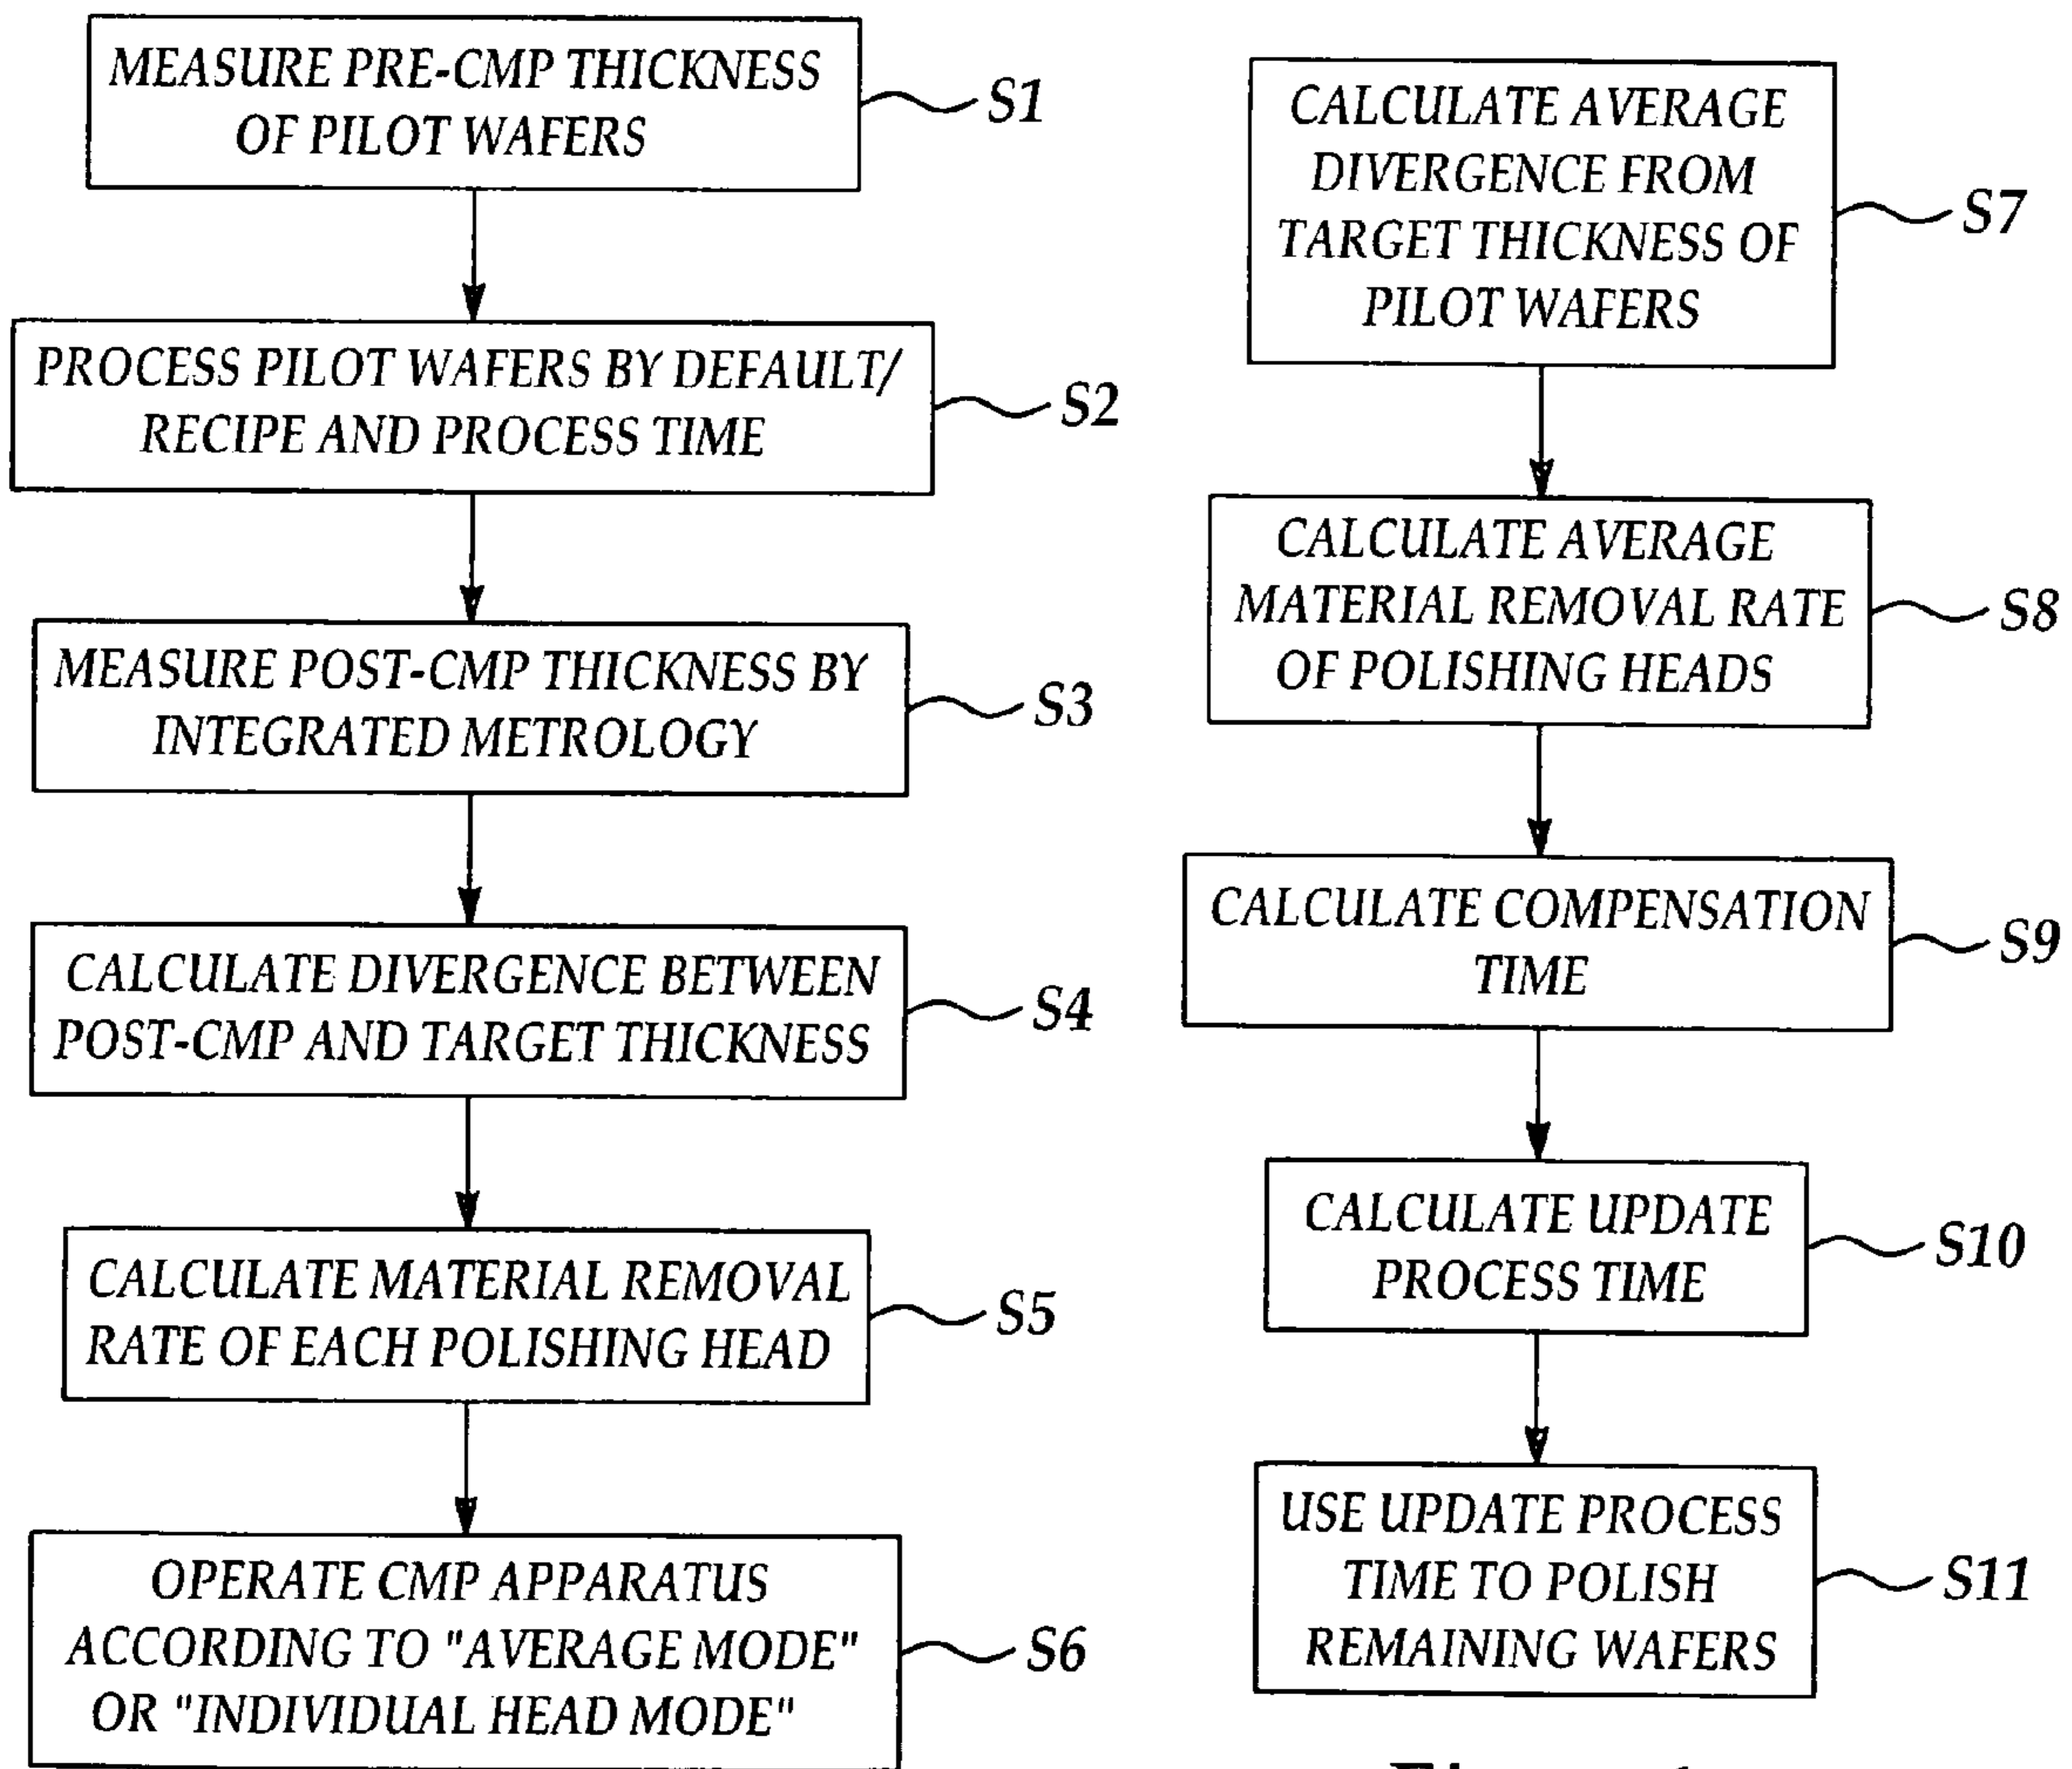 MEASURE PRE-CMP THICKNESS
OF PILOT WAFERS
S1
PROCESS PILOT WAFERS BY DEFAULT/
RECIPE AND PROCESS TIME
S2
MEASURE POST-CMP THICKNESS BY
INTEGRATED METROLOGY
S3
CALCULATE DIVERGENCE BETWEEN
POST-CMP AND TARGET THICKNESS
S4
CALCULATE MATERIAL REMOVAL
RATE OF EACH POLISHING HEAD
S5
OPERATE CMP APPARATUS
ACCORDING TO "AVERAGE MODE"
OR "INDIVIDUAL HEAD MODE"
S6
CALCULATE AVERAGE
DIVERGENCE FROM
TARGET THICKNESS OF
PILOT WAFERS
S7
CALCULATE AVERAGE
MATERIAL REMOVAL RATE
OF POLISHING HEADS
S8
CALCULATE COMPENSATION
TIME
S9
CALCULATE UPDATE
PROCESS TIME
S10
USE UPDATE PROCESS
TIME TO POLISH
REMAINING WAFERS
S11